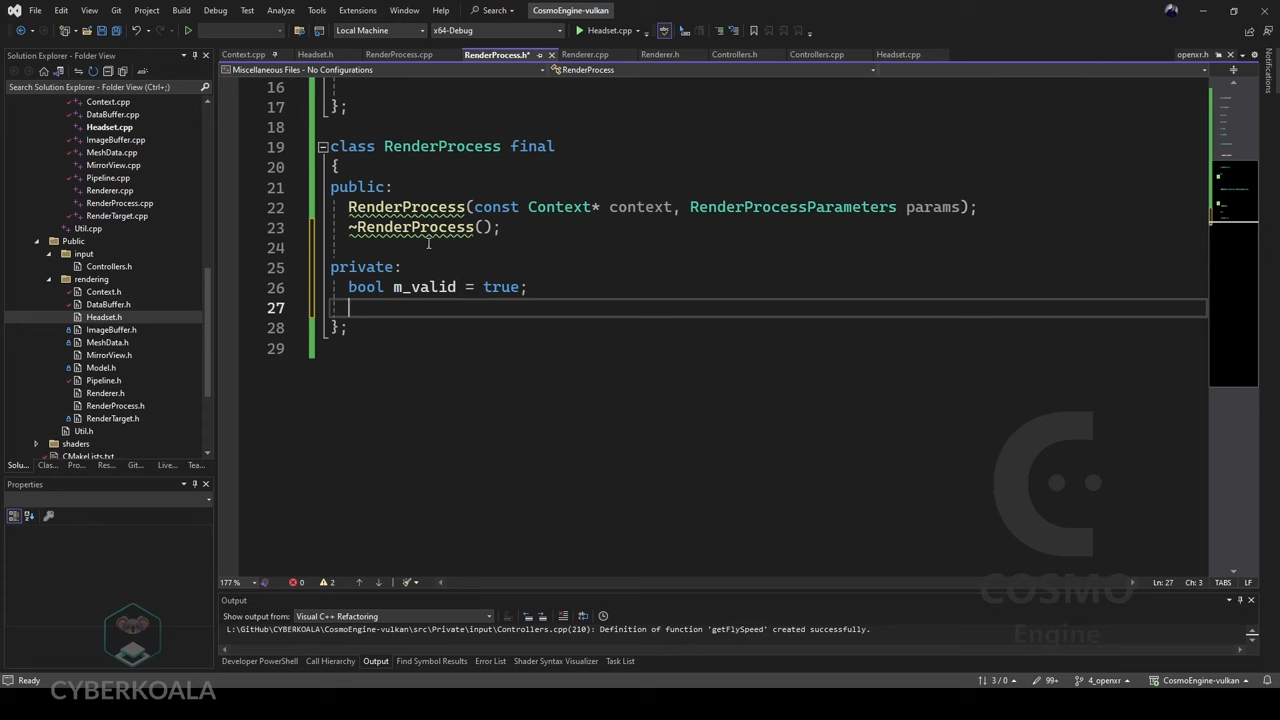 File Edit View Git Project Build Debug Test Analyze Tools Extensions Window Help Search CosmoEngine-vulkan
Local Machine x64-Debug Headset.cpp
Solution Explorer - Folder View
Search Solution Explorer - Folder View (Ctrl+;)
Context.cpp
DataBuffer.cpp
Headset.cpp
ImageBuffer.cpp
MeshData.cpp
MirrorView.cpp
Pipeline.cpp
Renderer.cpp
RenderProcess.cpp
RenderTarget.cpp
Util.cpp
Public
input
Controllers.h
rendering
Context.h
DataBuffer.h
Headset.h
ImageBuffer.h
MeshData.h
MirrorView.h
Model.h
Pipeline.h
Renderer.h
RenderProcess.h
RenderTarget.h
Util.h
shaders
CMakeLists.txt
Solu... Clas... Pro... Res... Git... Live... Tea...
Properties
Context.cpp Headset.h RenderProcess.cpp RenderProcess.h* Renderer.cpp Renderer.h Controllers.h Controllers.cpp Headset.cpp openxr.h
Miscellaneous Files - No Configurations RenderProcess
16
17 };
18
19 class RenderProcess final
20 {
21 public:
22 RenderProcess(const Context* context, RenderProcessParameters params);
23 ~RenderProcess();
24
25 private:
26 bool m_valid = true;
27
28 };
29
Notifications
COSMO
Engine
177 % 0 2 Ln: 27 Ch: 3 TABS LF
Output
Show output from: Visual C++ Refactoring
L:\GitHub\CYBERKOALA\CosmoEngine-vulkan\src\Private\input\Controllers.cpp(210): Definition of function 'getFlySpeed' created successfully.
Developer PowerShell Call Hierarchy Output Find Symbol Results Error List Shader Syntax Visualizer Task List
CYBERKOALA
Ready 3 / 0 99+ 4_openxr CosmoEngine-vulkan